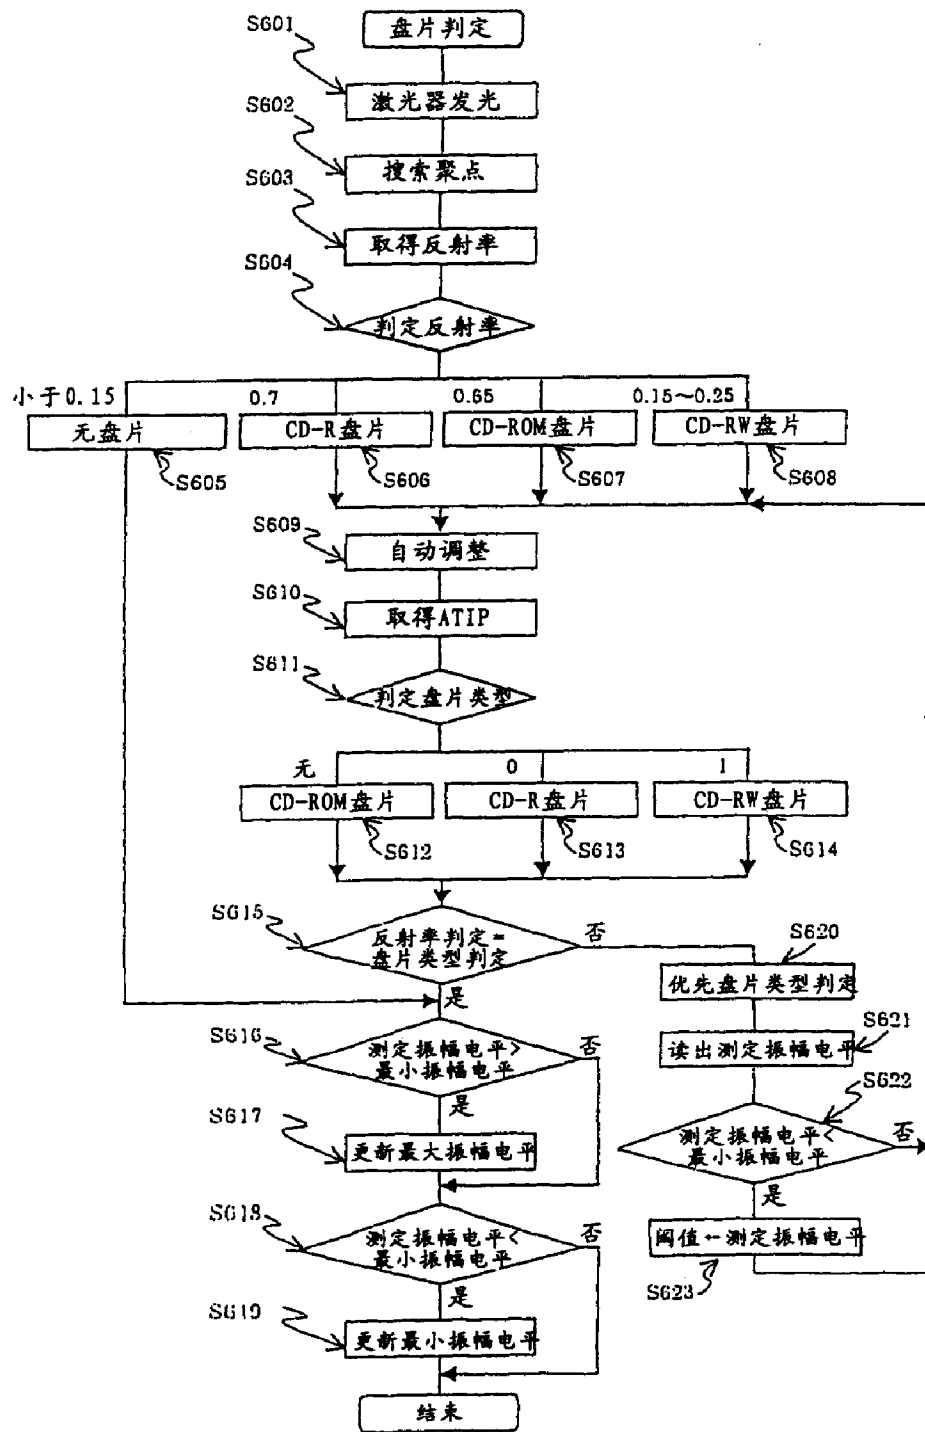 盘片判定
S601
激光器发光
S602
搜索聚点
S603
取得反射率
S604
判定反射率
小于0.15
0.7
0.65
0.15～0.25
无盘片
CD-R盘片
CD-ROM盘片
CD-RW盘片
S605
S606
S607
S608
S609
自动调整
S610
取得ATIP
S611
判定盘片类型
无
0
1
CD-ROM盘片
CD-R盘片
CD-RW盘片
S612
S613
S614
S615
反射率判定=
盘片类型判定
否
是
S620
优先盘片类型判定
S621
读出测定振幅电平
S622
测定振幅电平<
最小振幅电平
否
是
阈值←测定振幅电平
S623
S616
测定振幅电平>
最小振幅电平
否
是
S617
更新最大振幅电平
S618
测定振幅电平<
最小振幅电平
否
是
S619
更新最小振幅电平
结束